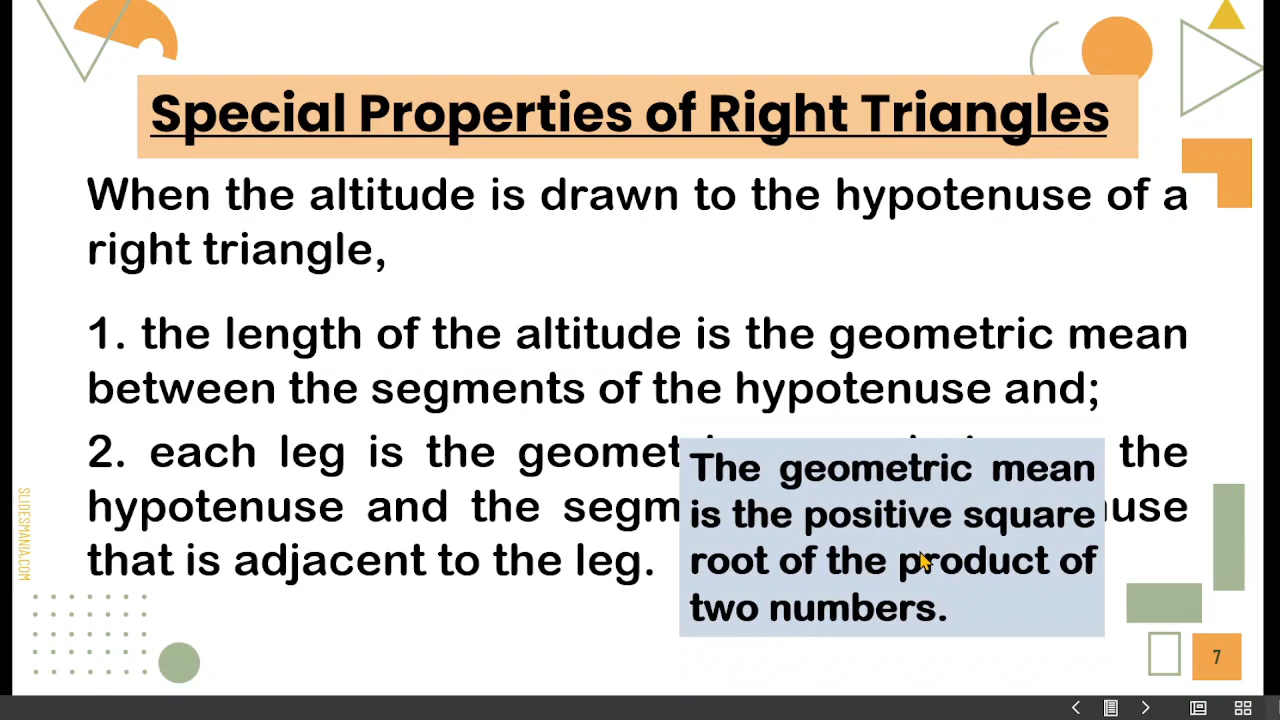 Special Properties of Right Triangles
When the altitude is drawn to the hypotenuse of a
right triangle,
1. the length of the altitude is the geometric mean
between the segments of the hypotenuse and;
2. each leg is the the
hypotenuse and the
that is adjacent to the leg.
The geometric mean
is the positive square
root of the product of
two numbers.
SLIDESMANIA.COM
7